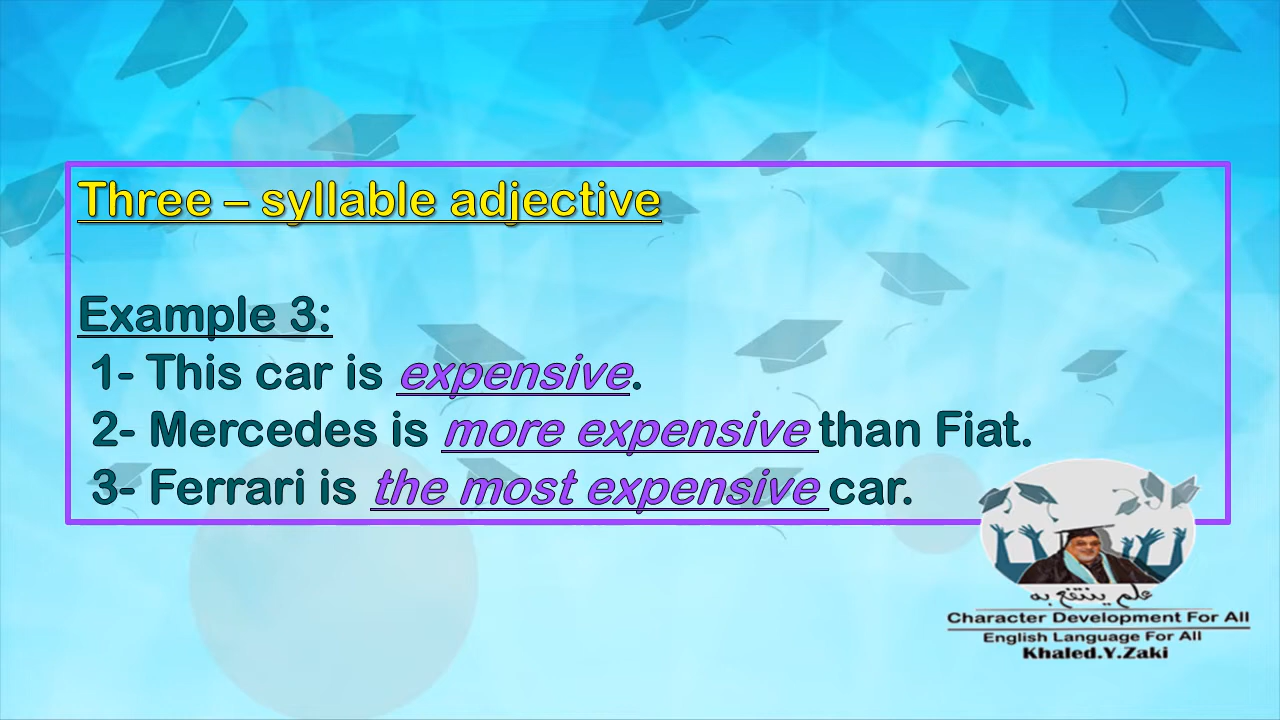 Three – syllable adjective
Example 3:
1- This car is expensive.
2- Mercedes is more expensive than Fiat.
3- Ferrari is the most expensive car.
علم ينتفع به
Character Development For All
English Language For All
Khaled.Y.Zaki